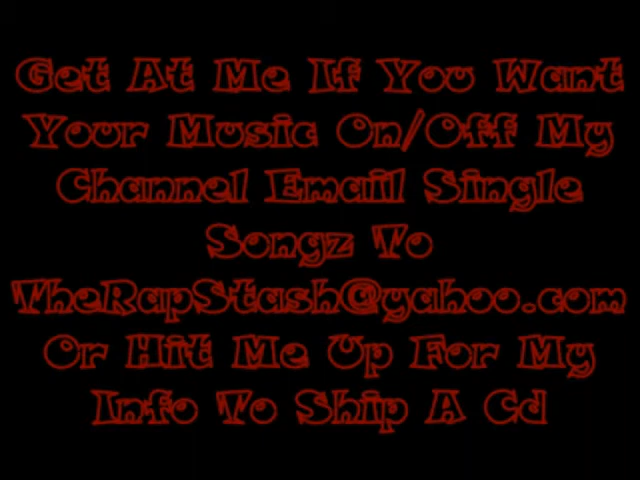 Get At Me If You Want
Your Music On/Off My
Channel Email Single
Songz To
TheRapStash@yahoo.com
Or Hit Me Up For My
Info To Ship A Cd